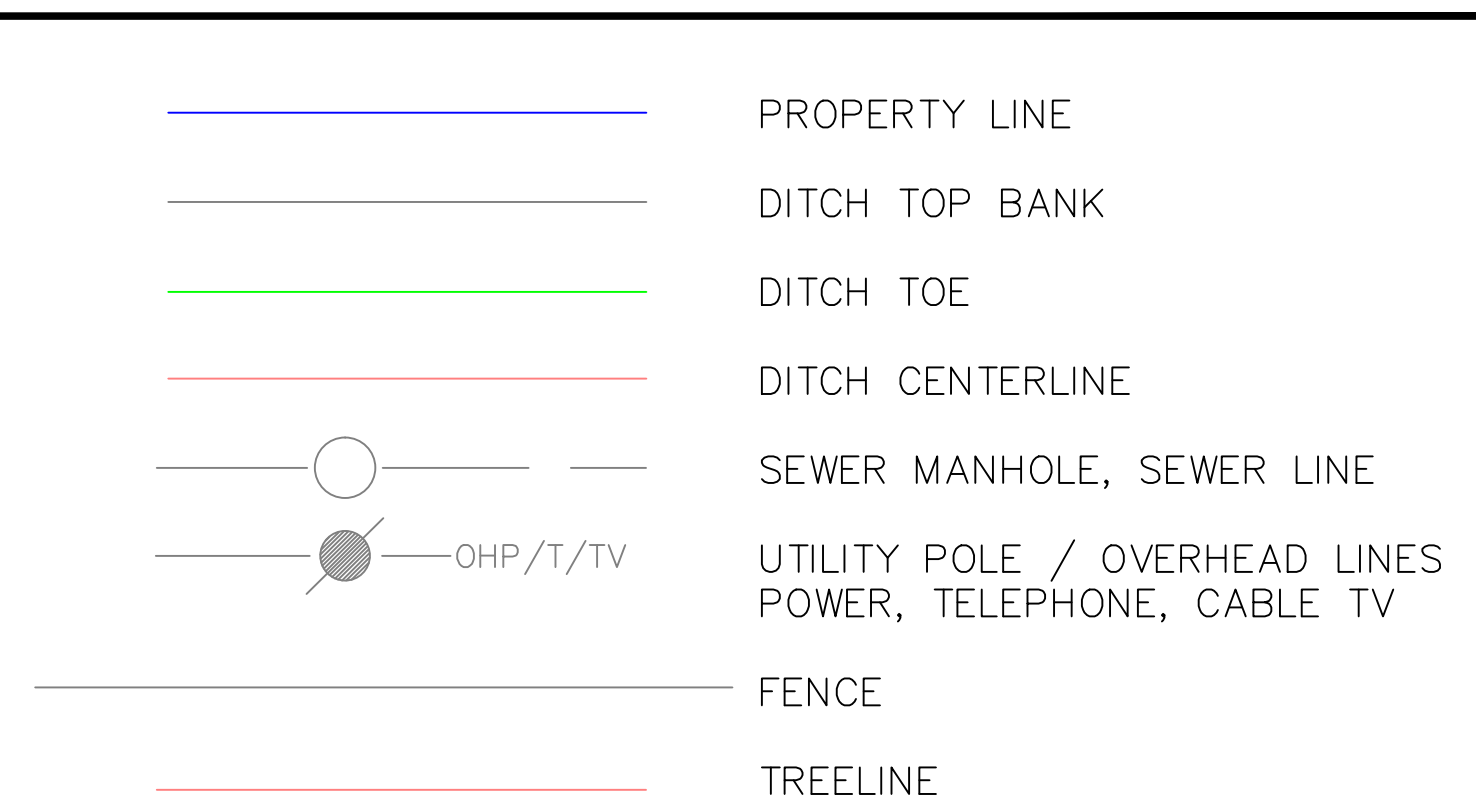 PROPERTY LINE
DITCH TOP BANK
DITCH TOE
DITCH CENTERLINE
SEWER MANHOLE, SEWER LINE
OHP/T/TV
UTILITY POLE / OVERHEAD LINES
POWER, TELEPHONE, CABLE TV
FENCE
TREELINE